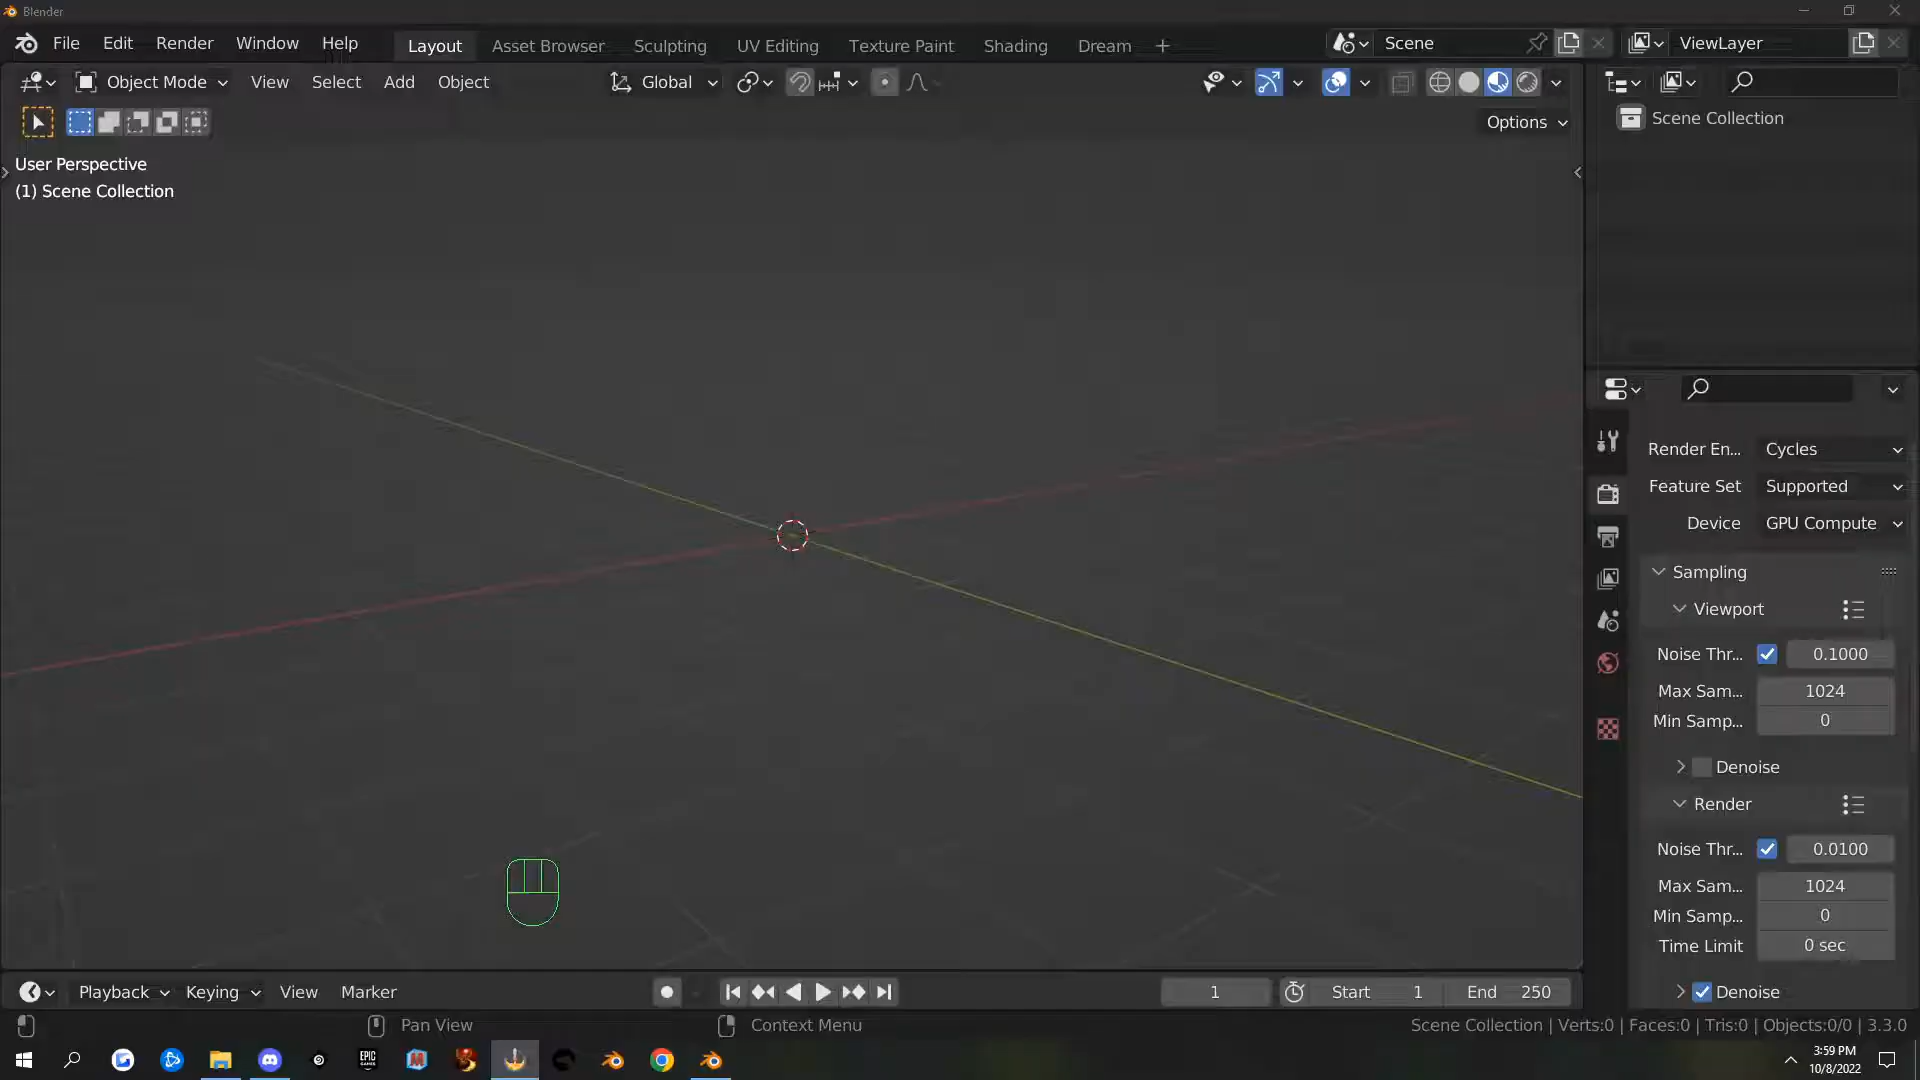 Blender
File Edit Render Window Help Layout Asset Browser Sculpting UV Editing Texture Paint Shading Dream + Scene ViewLayer
Object Mode View Select Add Object Global
Options
User Perspective
(1) Scene Collection
Scene Collection
Render En... Cycles
Feature Set Supported
Device GPU Compute
Sampling
Viewport
Noise Thr... 0.1000
Max Sam... 1024
Min Samp... 0
Denoise
Render
Noise Thr... 0.0100
Max Sam... 1024
Min Samp... 0
Time Limit 0 sec
Denoise
Playback Keying View Marker 1 Start 1 End 250
Pan View Context Menu Scene Collection | Verts:0 | Faces:0 | Tris:0 | Objects:0/0 | 3.3.0
EPIC
GAMES
3:59 PM
10/8/2022